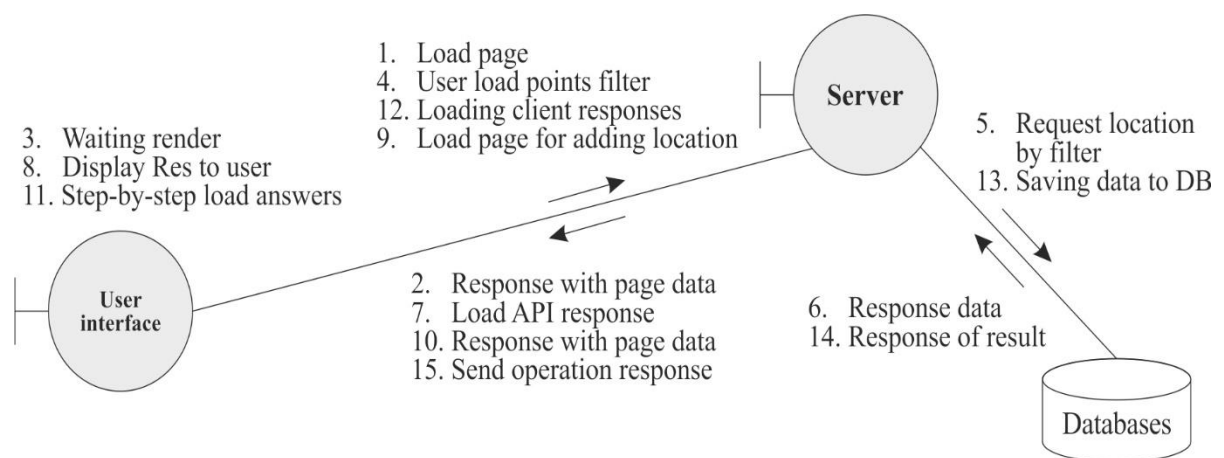 1. Load page
4. User load points filter
12. Loading client responses
9. Load page for adding location
Server
3. Waiting render
8. Display Res to user
11. Step-by-step load answers
5. Request location
by filter
13. Saving data to DB
User
interface
2. Response with page data
7. Load API response
10. Response with page data
15. Send operation response
6. Response data
14. Response of result
Databases